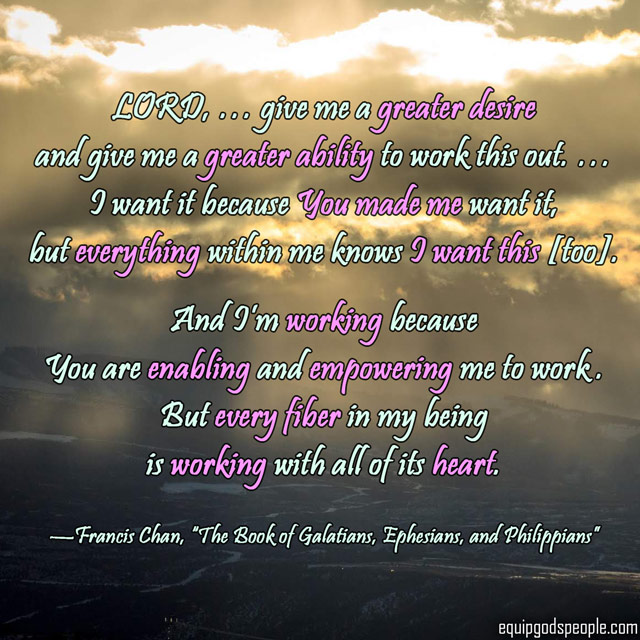 LORD, … give me a greater desire
and give me a greater ability to work this out. …
I want it because You made me want it,
but everything within me knows I want this [too].
And I'm working because
You are enabling and empowering me to work.
But every fiber in my being
is working with all of its heart.
—Francis Chan, "The Book of Galatians, Ephesians, and Philippians"
equipgodspeople.com